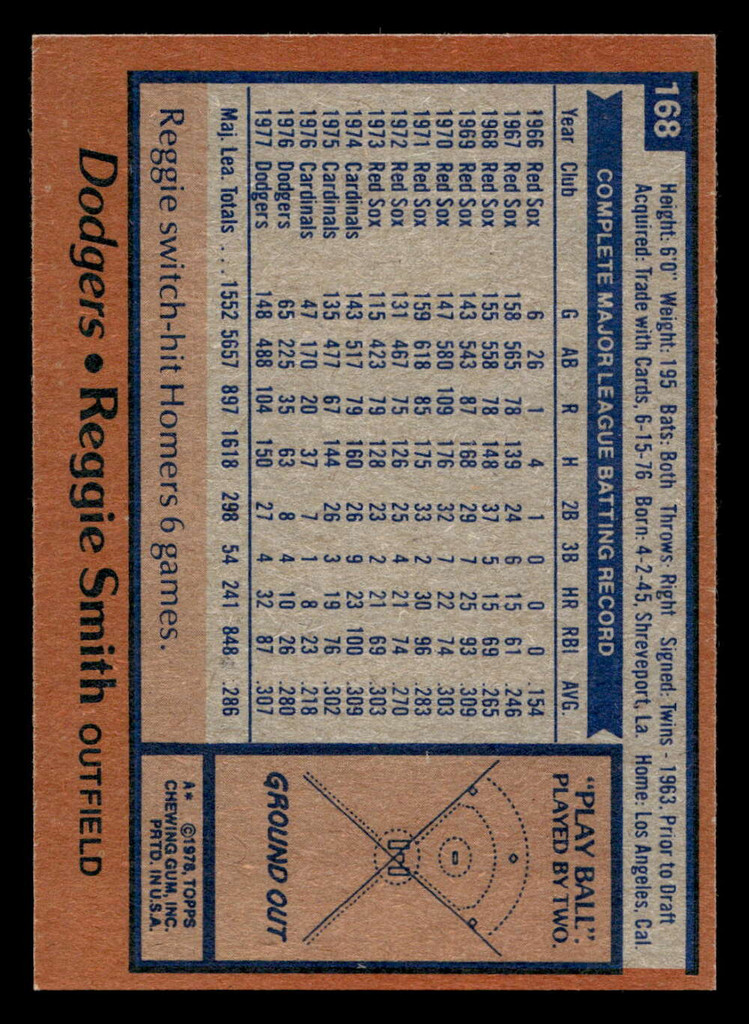 168
Height: 6'0" Weight: 195 Bats: Both Throws: Right Signed: Twins - 1963. Prior to Draft
Acquired: Trade with Cards, 6-15-76 Born: 4-2-45, Shreveport, La. Home: Los Angeles, Cal
COMPLETE MAJOR LEAGUE BATTING RECORD
Year Club G AB R H 2B 3B HR RBI AVG.
1966 Red Sox 6 26 1 4 1 0 0 0 .154
1967 Red Sox 158 565 78 139 24 6 15 61 .246
1968 Red Sox 155 558 78 148 37 5 15 69 .265
1969 Red Sox 143 543 87 168 29 7 25 93 .309
1970 Red Sox 147 580 109 176 32 7 22 74 .303
1971 Red Sox 159 618 85 175 33 2 30 96 .283
1972 Red Sox 131 467 75 126 25 4 21 74 .270
1973 Red Sox 115 423 79 128 23 2 21 69 .303
1974 Cardinals 143 517 79 160 26 9 23 100 .309
1975 Cardinals 135 477 67 144 26 3 19 76 .302
1976 Cardinals 47 170 20 37 7 1 8 23 .218
1976 Dodgers 65 225 35 63 8 4 10 26 .280
1977 Dodgers 148 488 104 150 27 4 32 87 .307
Maj. Lea. Totals . . . 1552 5657 897 1618 298 54 241 848 .286
Reggie switch-hit Homers 6 games.
"PLAY BALL".
PLAYED BY TWO.
GROUND OUT
A* ©1978, TOPPS
CHEWING GUM, INC.
PRTD. IN U.S.A.
Dodgers • Reggie Smith OUTFIELD